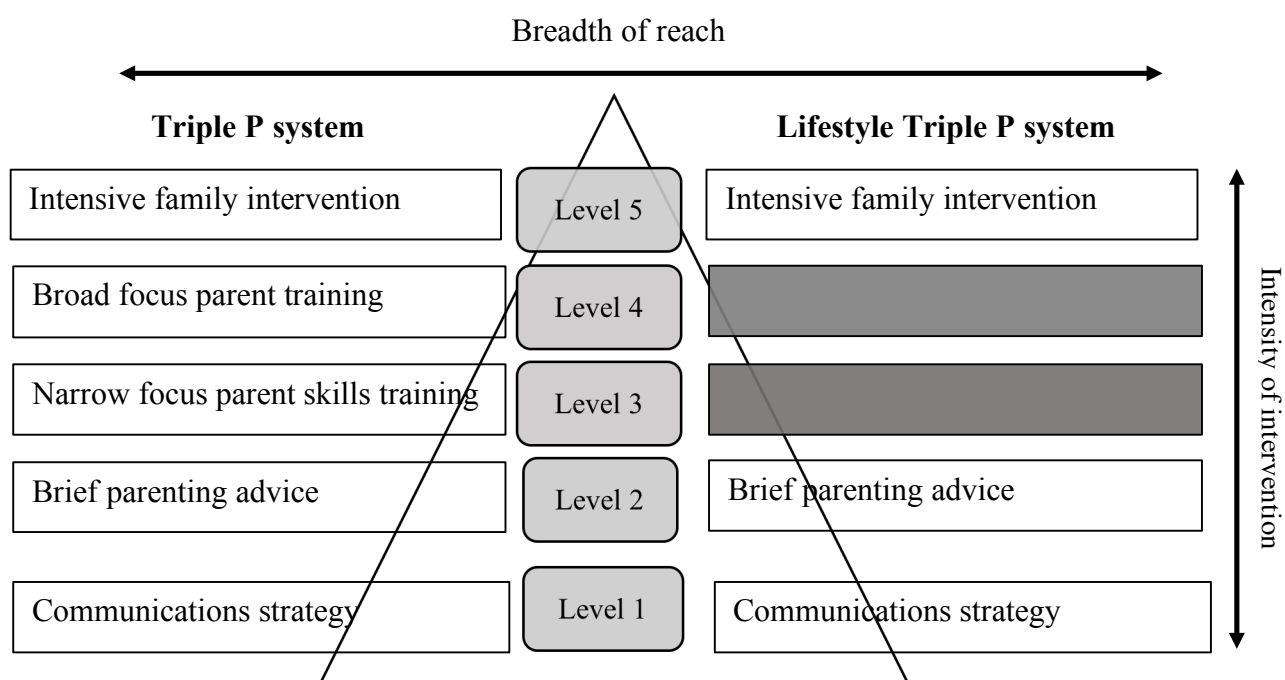 Breadth of reach
Triple P system
Lifestyle Triple P system
Intensive family intervention
Level 5
Intensive family intervention
Broad focus parent training
Level 4
Narrow focus parent skills training
Level 3
Brief parenting advice
Level 2
Brief parenting advice
Communications strategy
Level 1
Communications strategy
Intensity of intervention